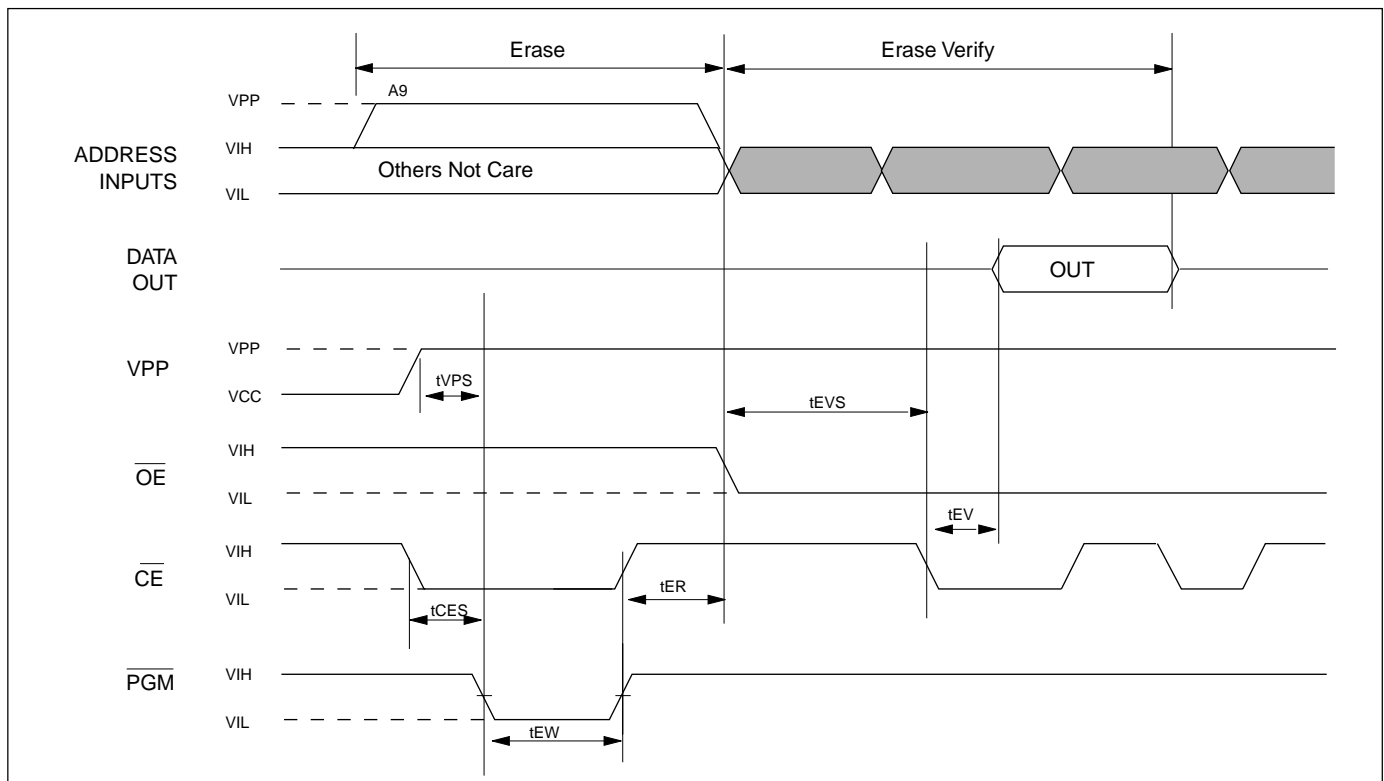 Erase
Erase Verify
VPP
A9
ADDRESS
INPUTS
VIH
Others Not Care
VIL
DATA
OUT
OUT
VPP
VPP
tVPS
VCC
tEVS
OE
VIH
VIL
tEV
CE
VIH
VIL
tER
tCES
PGM
VIH
VIL
tEW